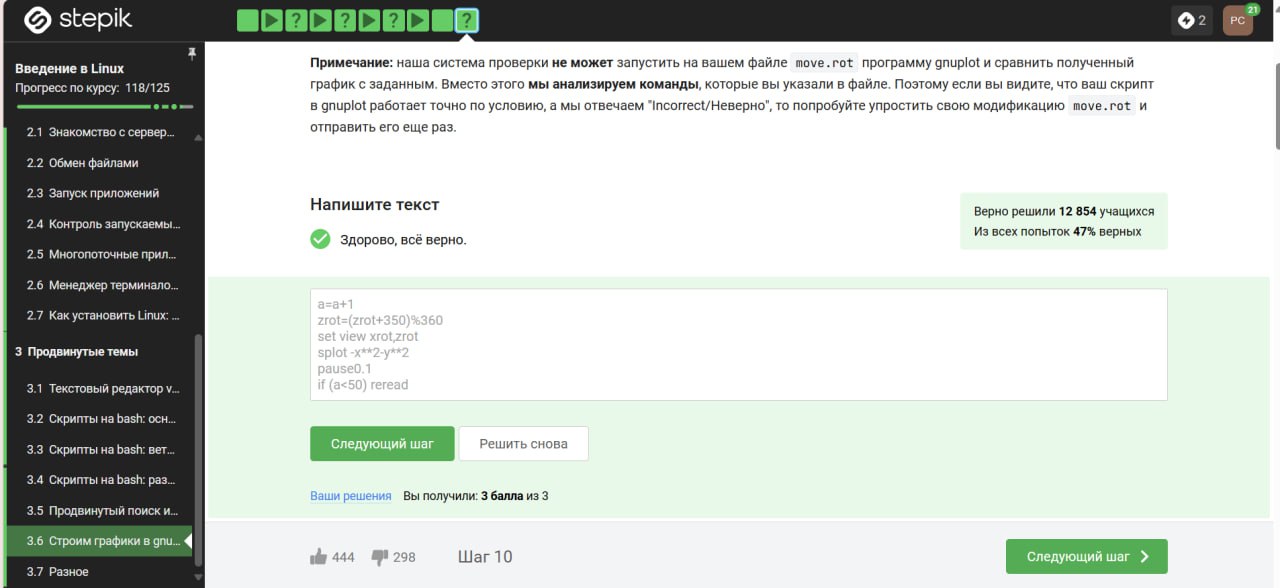 stepik
?
?
?
?
?
2
PC
21
Введение в Linux
Прогресс по курсу: 118/125
2.1 Знакомство с сервер...
2.2 Обмен файлами
2.3 Запуск приложений
2.4 Контроль запускаемы...
2.5 Многопоточные прил...
2.6 Менеджер терминало...
2.7 Как установить Linux: ...
3 Продвинутые темы
3.1 Текстовый редактор v...
3.2 Скрипты на bash: осн...
3.3 Скрипты на bash: вет...
3.4 Скрипты на bash: раз...
3.5 Продвинутый поиск и...
3.6 Строим графики в gnu...
3.7 Разное
Примечание: наша система проверки не может запустить на вашем файле move.rot программу gnuplot и сравнить полученный
график с заданным. Вместо этого мы анализируем команды, которые вы указали в файле. Поэтому если вы видите, что ваш скрипт
в gnuplot работает точно по условию, а мы отвечаем "Incorrect/Неверно", то попробуйте упростить свою модификацию move.rot и
отправить его еще раз.
Напишите текст
Здорово, всё верно.
Верно решили 12 854 учащихся
Из всех попыток 47% верных
a=a+1
zrot=(zrot+350)%360
set view xrot,zrot
splot -x**2-y**2
pause0.1
if (a<50) reread
Следующий шаг
Решить снова
Ваши решения Вы получили: 3 балла из 3
444
298
Шаг 10
Следующий шаг